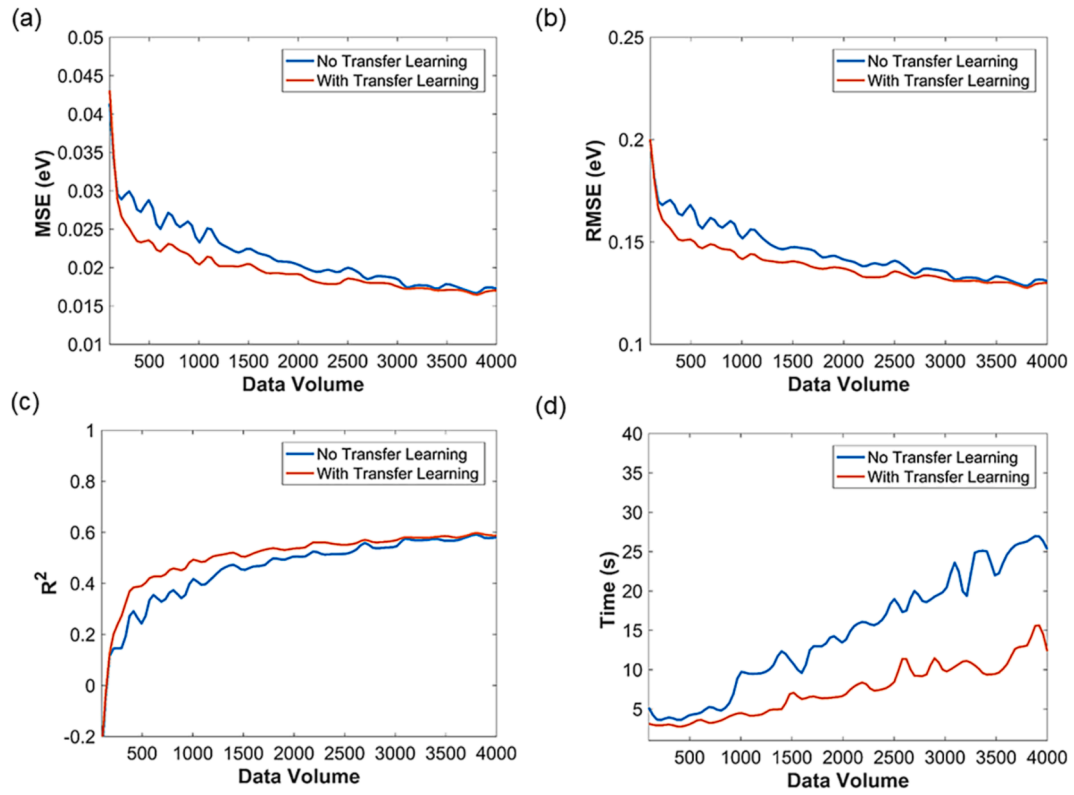 (a)
0.05
0.045
0.04
0.035
0.03
0.025
0.02
0.015
0.01
MSE (eV)
No Transfer Learning
With Transfer Learning
500 1000 1500 2000 2500 3000 3500 4000
Data Volume
(b)
0.25
0.2
0.15
0.1
RMSE (eV)
No Transfer Learning
With Transfer Learning
500 1000 1500 2000 2500 3000 3500 4000
Data Volume
(c)
1
0.8
0.6
0.4
0.2
0
-0.2
R²
No Transfer Learning
With Transfer Learning
500 1000 1500 2000 2500 3000 3500 4000
Data Volume
(d)
40
35
30
25
20
15
10
5
Time (s)
No Transfer Learning
With Transfer Learning
500 1000 1500 2000 2500 3000 3500 4000
Data Volume